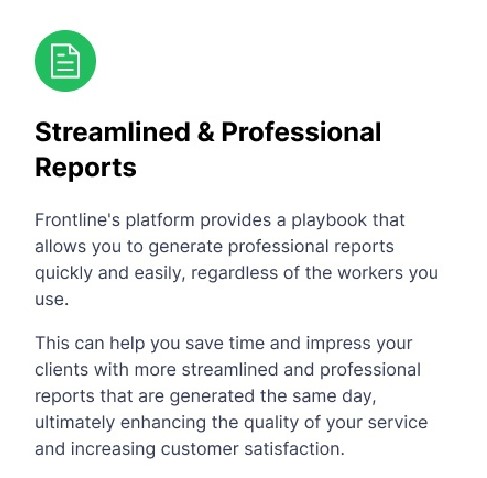 Streamlined & Professional
Reports
Frontline's platform provides a playbook that
allows you to generate professional reports
quickly and easily, regardless of the workers you
use.
This can help you save time and impress your
clients with more streamlined and professional
reports that are generated the same day,
ultimately enhancing the quality of your service
and increasing customer satisfaction.